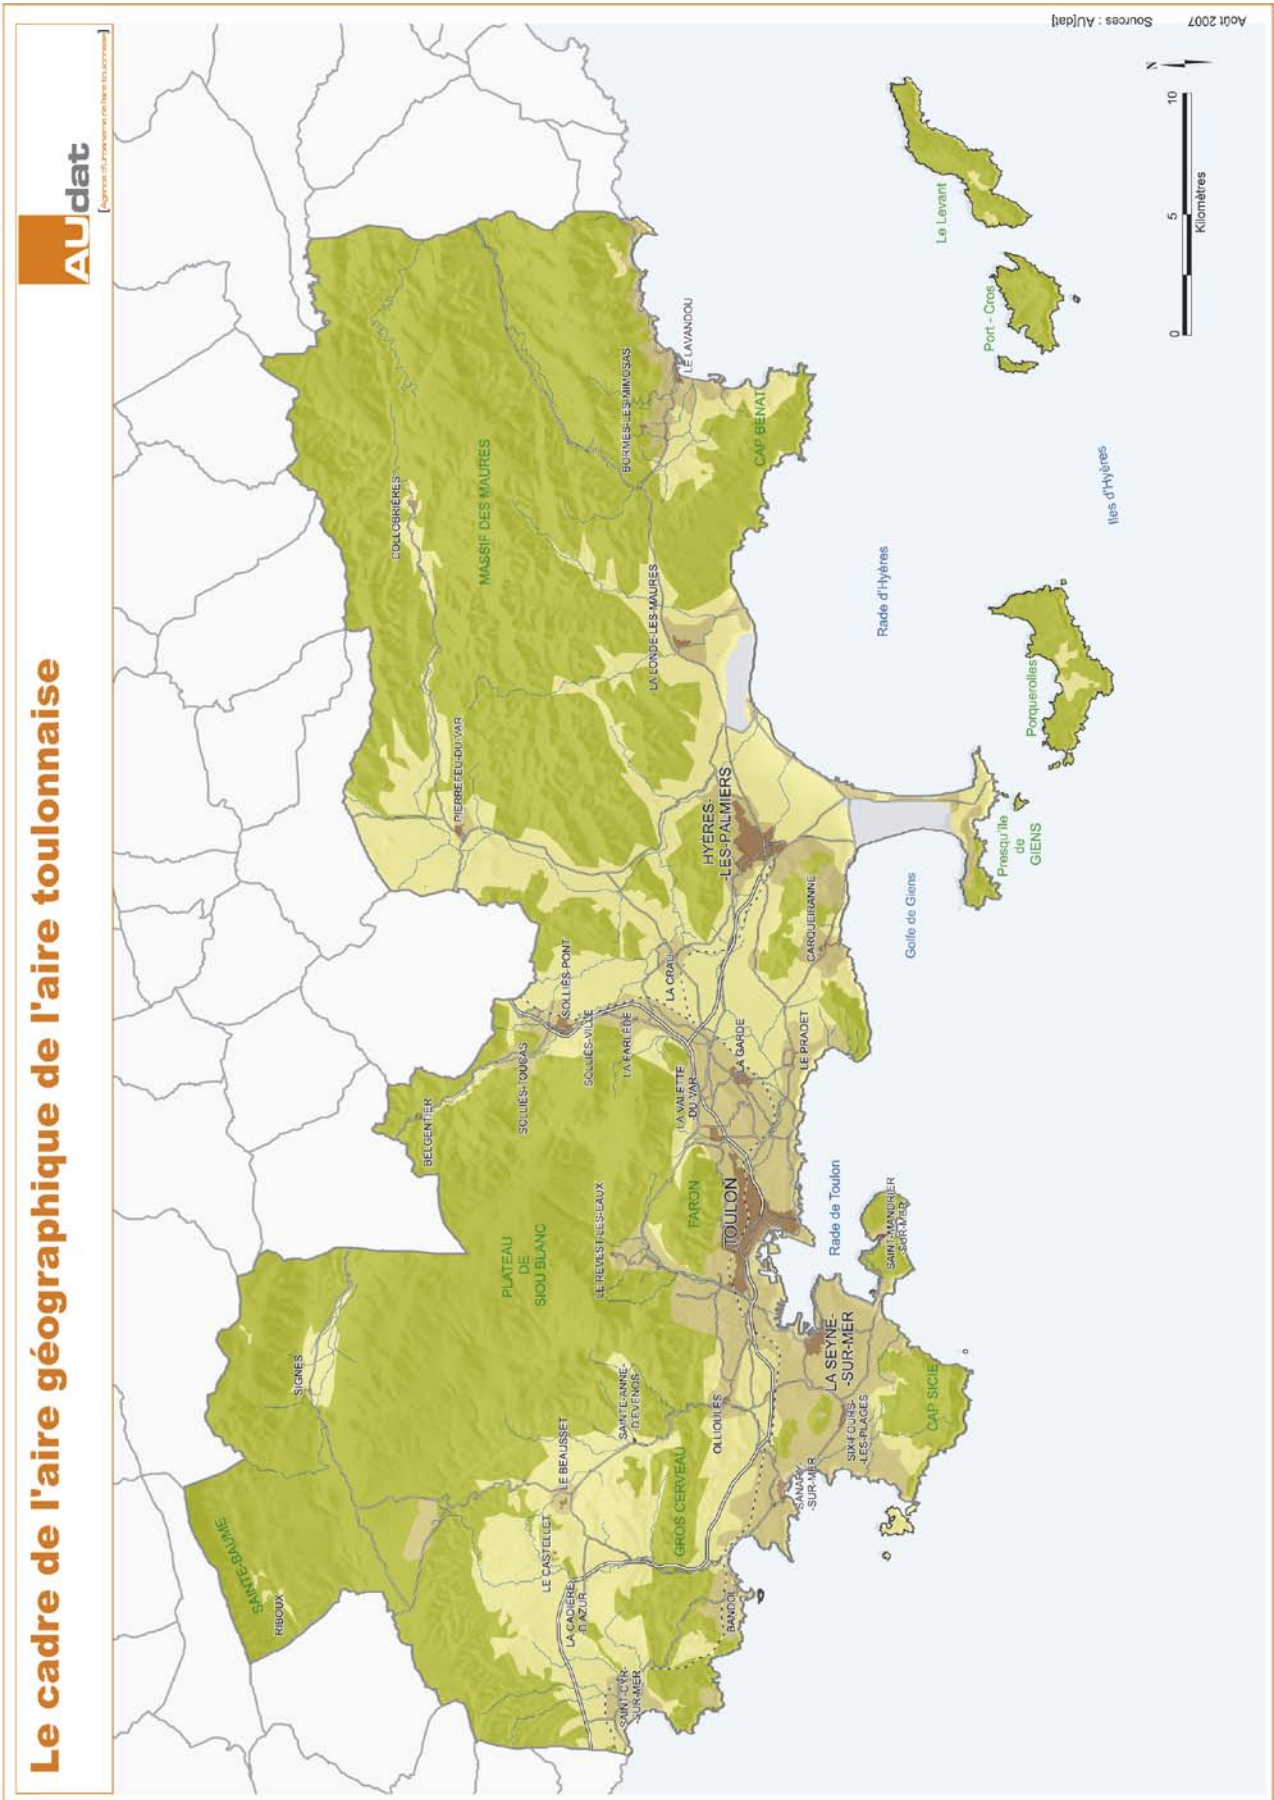 Le cadre de l'aire géographique de l'aire toulonnaise
AUdat
[Agence d'urbanisme de l'aire toulonnaise]
SAINTE-BAUME
RIBOUX
SIGNES
BELGENTIER
COLLOBRIÈRES
PIERREFEU-DU-VAR
MASSIF DES MAURES
PLATEAU
DE
SIOU BLANC
SOLLIÈS-TOUCAS
SOLLIÈS-PONT
SOLLIÈS-VILLE
LA FARLÈDE
LE CASTELLET
LE BEAUSSET
LA CADIÈRE
D'AZUR
SAINTE-ANNE-
D'EVENOS
LE REVEST-LES-EAUX
SAINT-CYR-
SUR-MER
BORMES-LES-MIMOSAS
LA LONDE-LES-MAURES
LE LAVANDOU
LA CRAU
LA VALETTE
DU VAR
GROS CERVEAU
FARON
OLLIOULES
TOULON
LA GARDE
HYÈRES-
-LES-PALMIERS
BANDOL
CAP BENAT
SANARY
-SUR-MER
LE PRADET
CARQUEIRANNE
LA SEYNE-
-SUR-MER
SIX-FOURS-
-LES-PLAGES
Rade de Toulon
SAINT-MANDRIER
-SUR-MER
CAP SICIE
Golfe de Giens
Rade d'Hyères
Presqu'île
de
GIENS
Porquerolles
Port - Cros
Le Levant
Iles d'Hyères
N
0 5 10
Kilomètres
Sources : AU[dat]
Août 2007